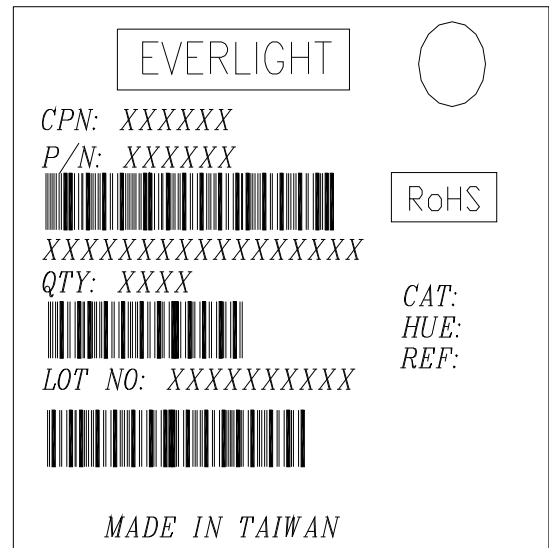 EVERLIGHT
CPN: XXXXXX
P/N: XXXXXX
RoHS
XXXXXXXXXXXXXXXXX
QTY: XXXX
CAT:
HUE:
REF:
LOT NO: XXXXXXXXXX
MADE IN TAIWAN